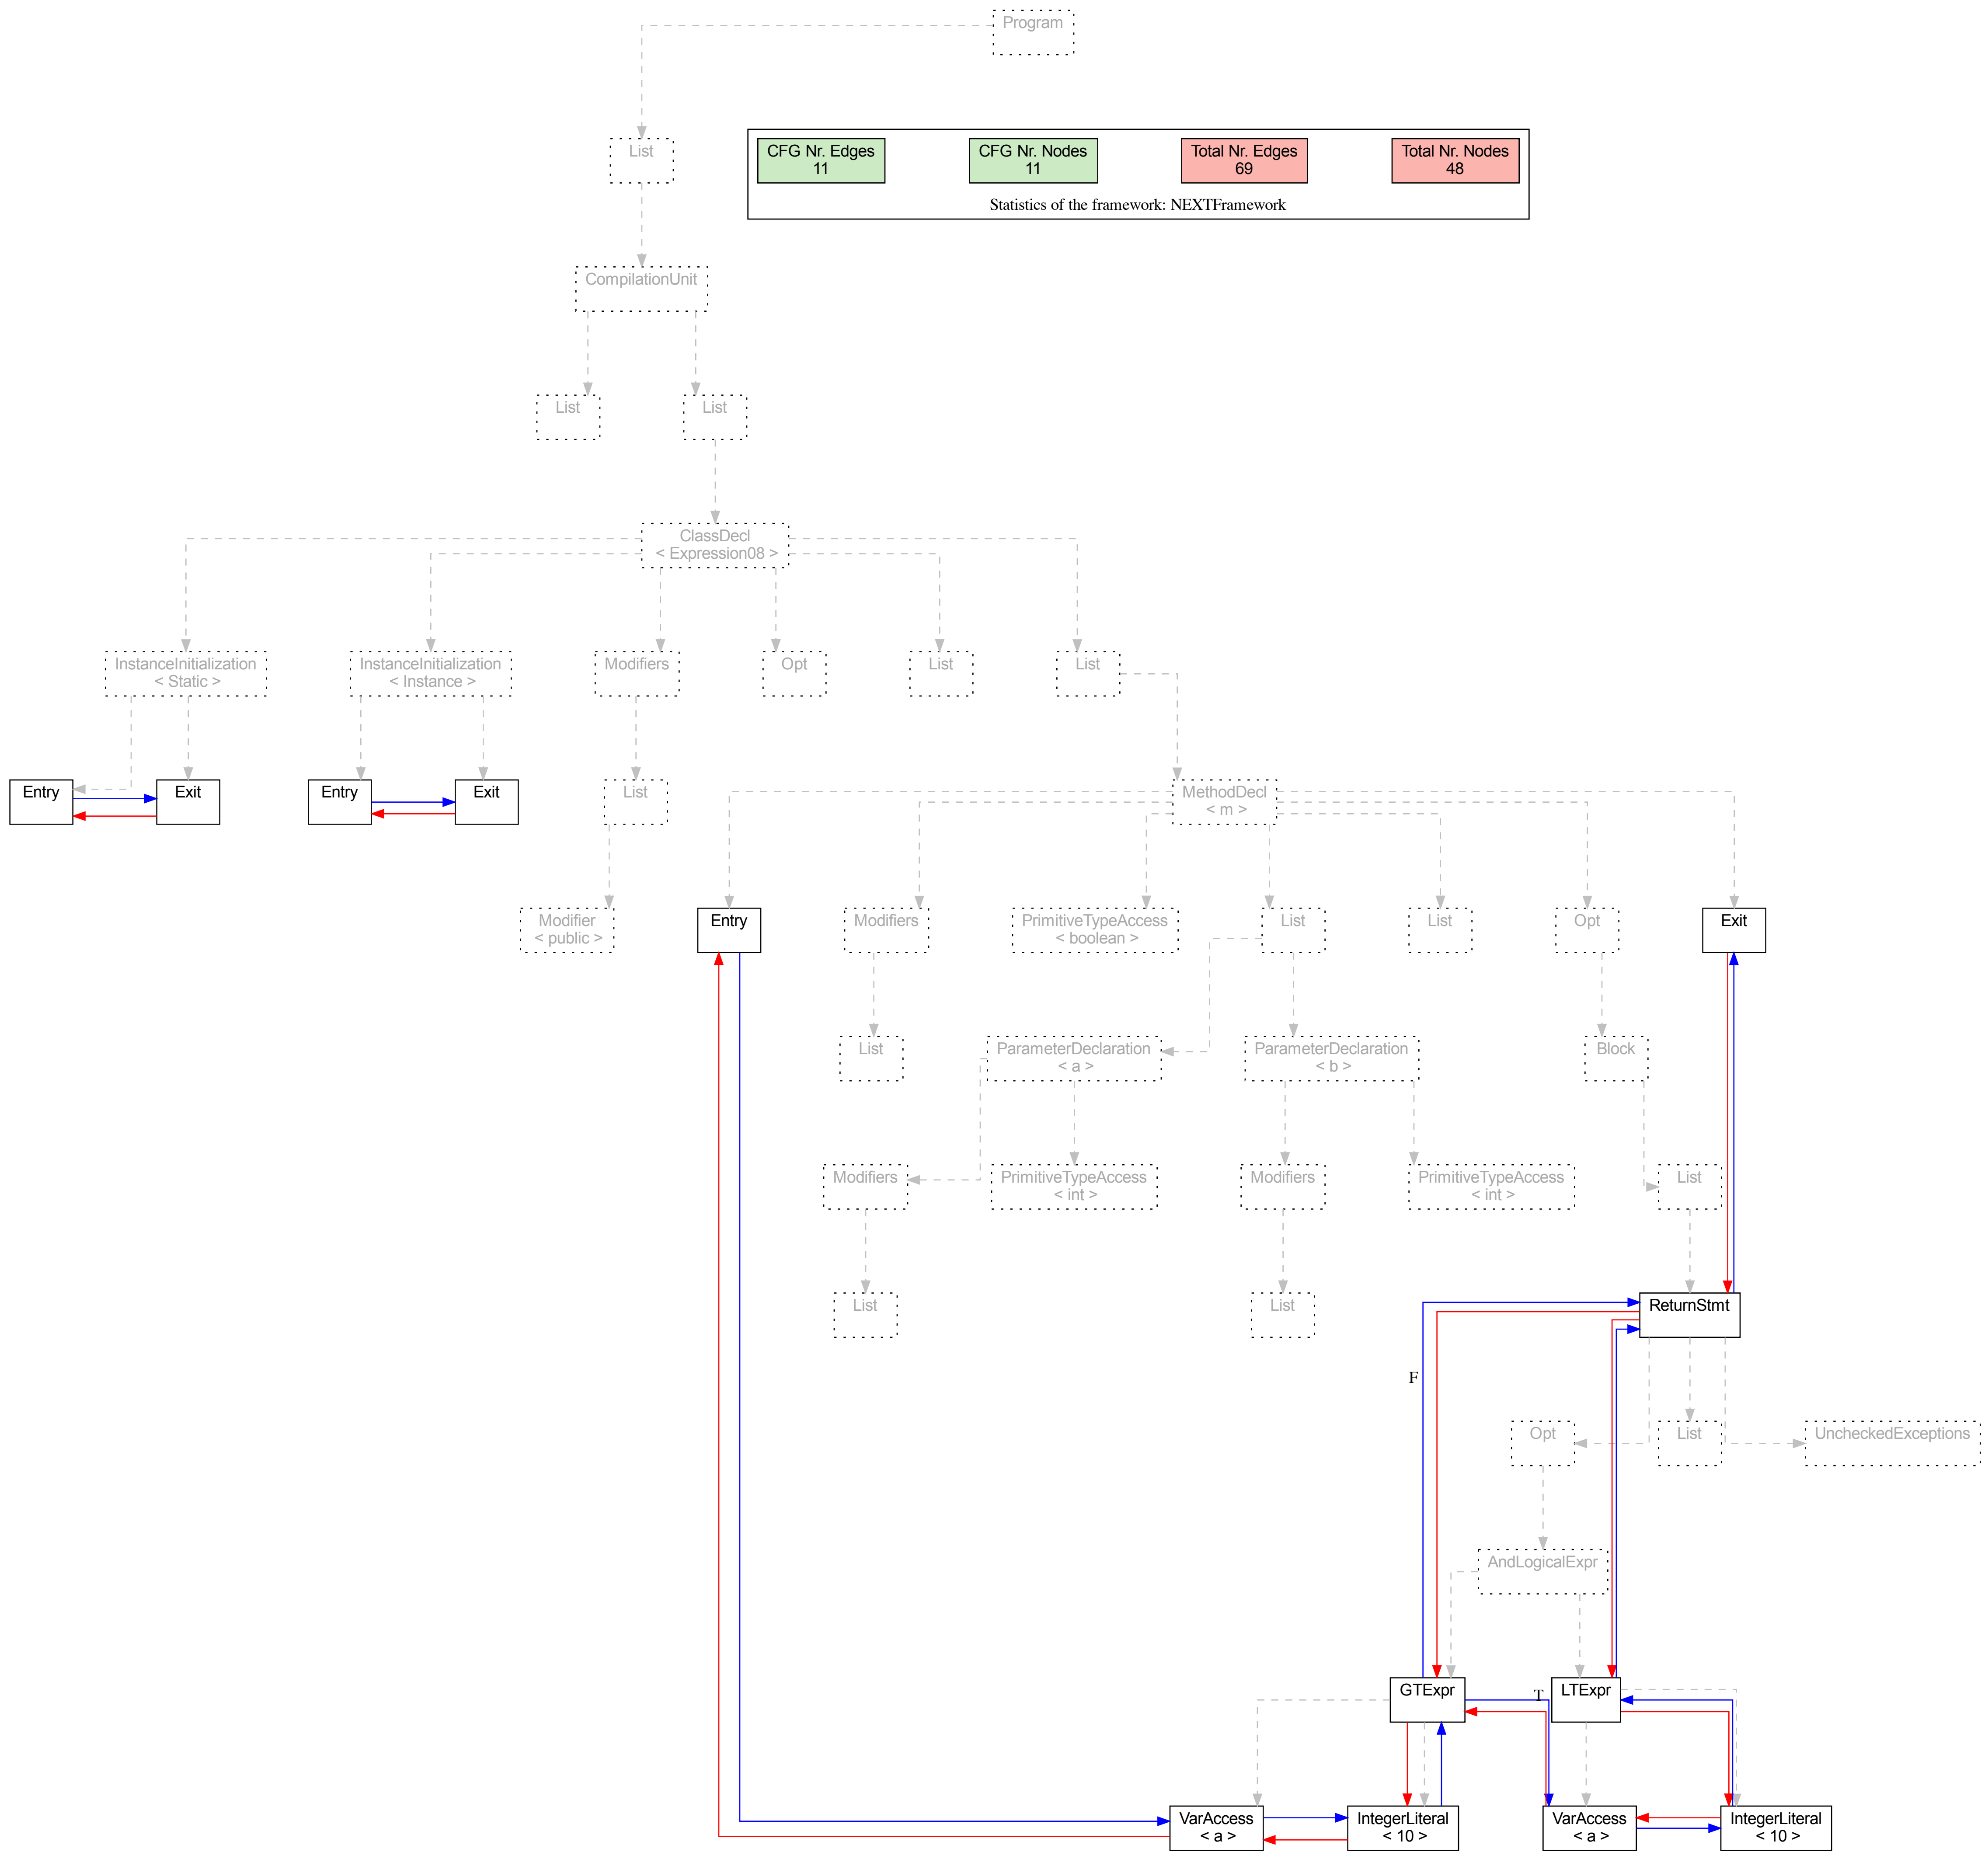 Program
List
CFG Nr. Edges
11
CFG Nr. Nodes
11
Total Nr. Edges
69
Total Nr. Nodes
48
Statistics of the framework: NEXTFramework
CompilationUnit
List
List
ClassDecl
< Expression08 >
InstanceInitialization
< Static >
InstanceInitialization
< Instance >
Modifiers
Opt
List
List
Entry
Exit
Entry
Exit
List
MethodDecl
< m >
Modifier
< public >
Entry
Modifiers
PrimitiveTypeAccess
< boolean >
List
List
Opt
Exit
List
ParameterDeclaration
< a >
ParameterDeclaration
< b >
Block
Modifiers
PrimitiveTypeAccess
< int >
Modifiers
PrimitiveTypeAccess
< int >
List
List
List
ReturnStmt
F
Opt
List
UncheckedExceptions
AndLogicalExpr
GTExpr
T
LTExpr
VarAccess
< a >
IntegerLiteral
< 10 >
VarAccess
< a >
IntegerLiteral
< 10 >